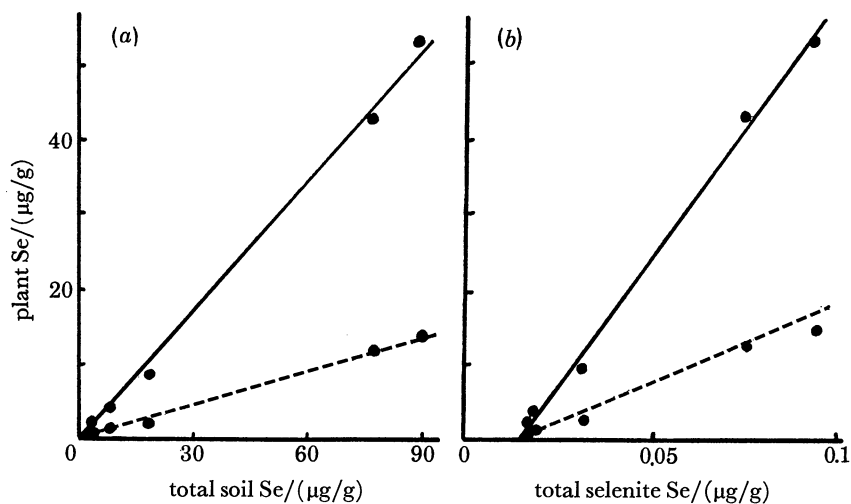 (a)
(b)
40
20
plant Se/(μg/g)
0
30
60
90
0
0.05
0.1
total soil Se/(μg/g)
total selenite Se/(μg/g)